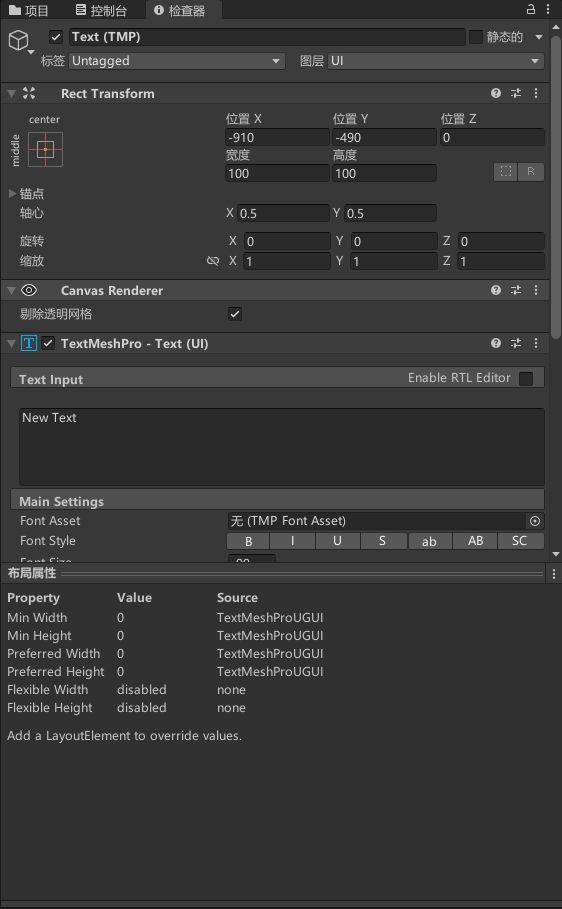 项目 控制台 检查器
Text (TMP) 静态的
标签 Untagged 图层 UI
Rect Transform
center
middle
位置 X 位置 Y 位置 Z
-910 -490 0
宽度 高度
100 100 R
锚点
轴心 X 0.5 Y 0.5
旋转 X 0 Y 0 Z 0
缩放 X 1 Y 1 Z 1
Canvas Renderer
剔除透明网格
TextMeshPro - Text (UI)
Text Input Enable RTL Editor
New Text
Main Settings
Font Asset 无 (TMP Font Asset)
Font Style B I U S ab AB SC
Font Size
布局属性
Property Value Source
Min Width 0 TextMeshProUGUI
Min Height 0 TextMeshProUGUI
Preferred Width 0 TextMeshProUGUI
Preferred Height 0 TextMeshProUGUI
Flexible Width disabled none
Flexible Height disabled none
Add a LayoutElement to override values.